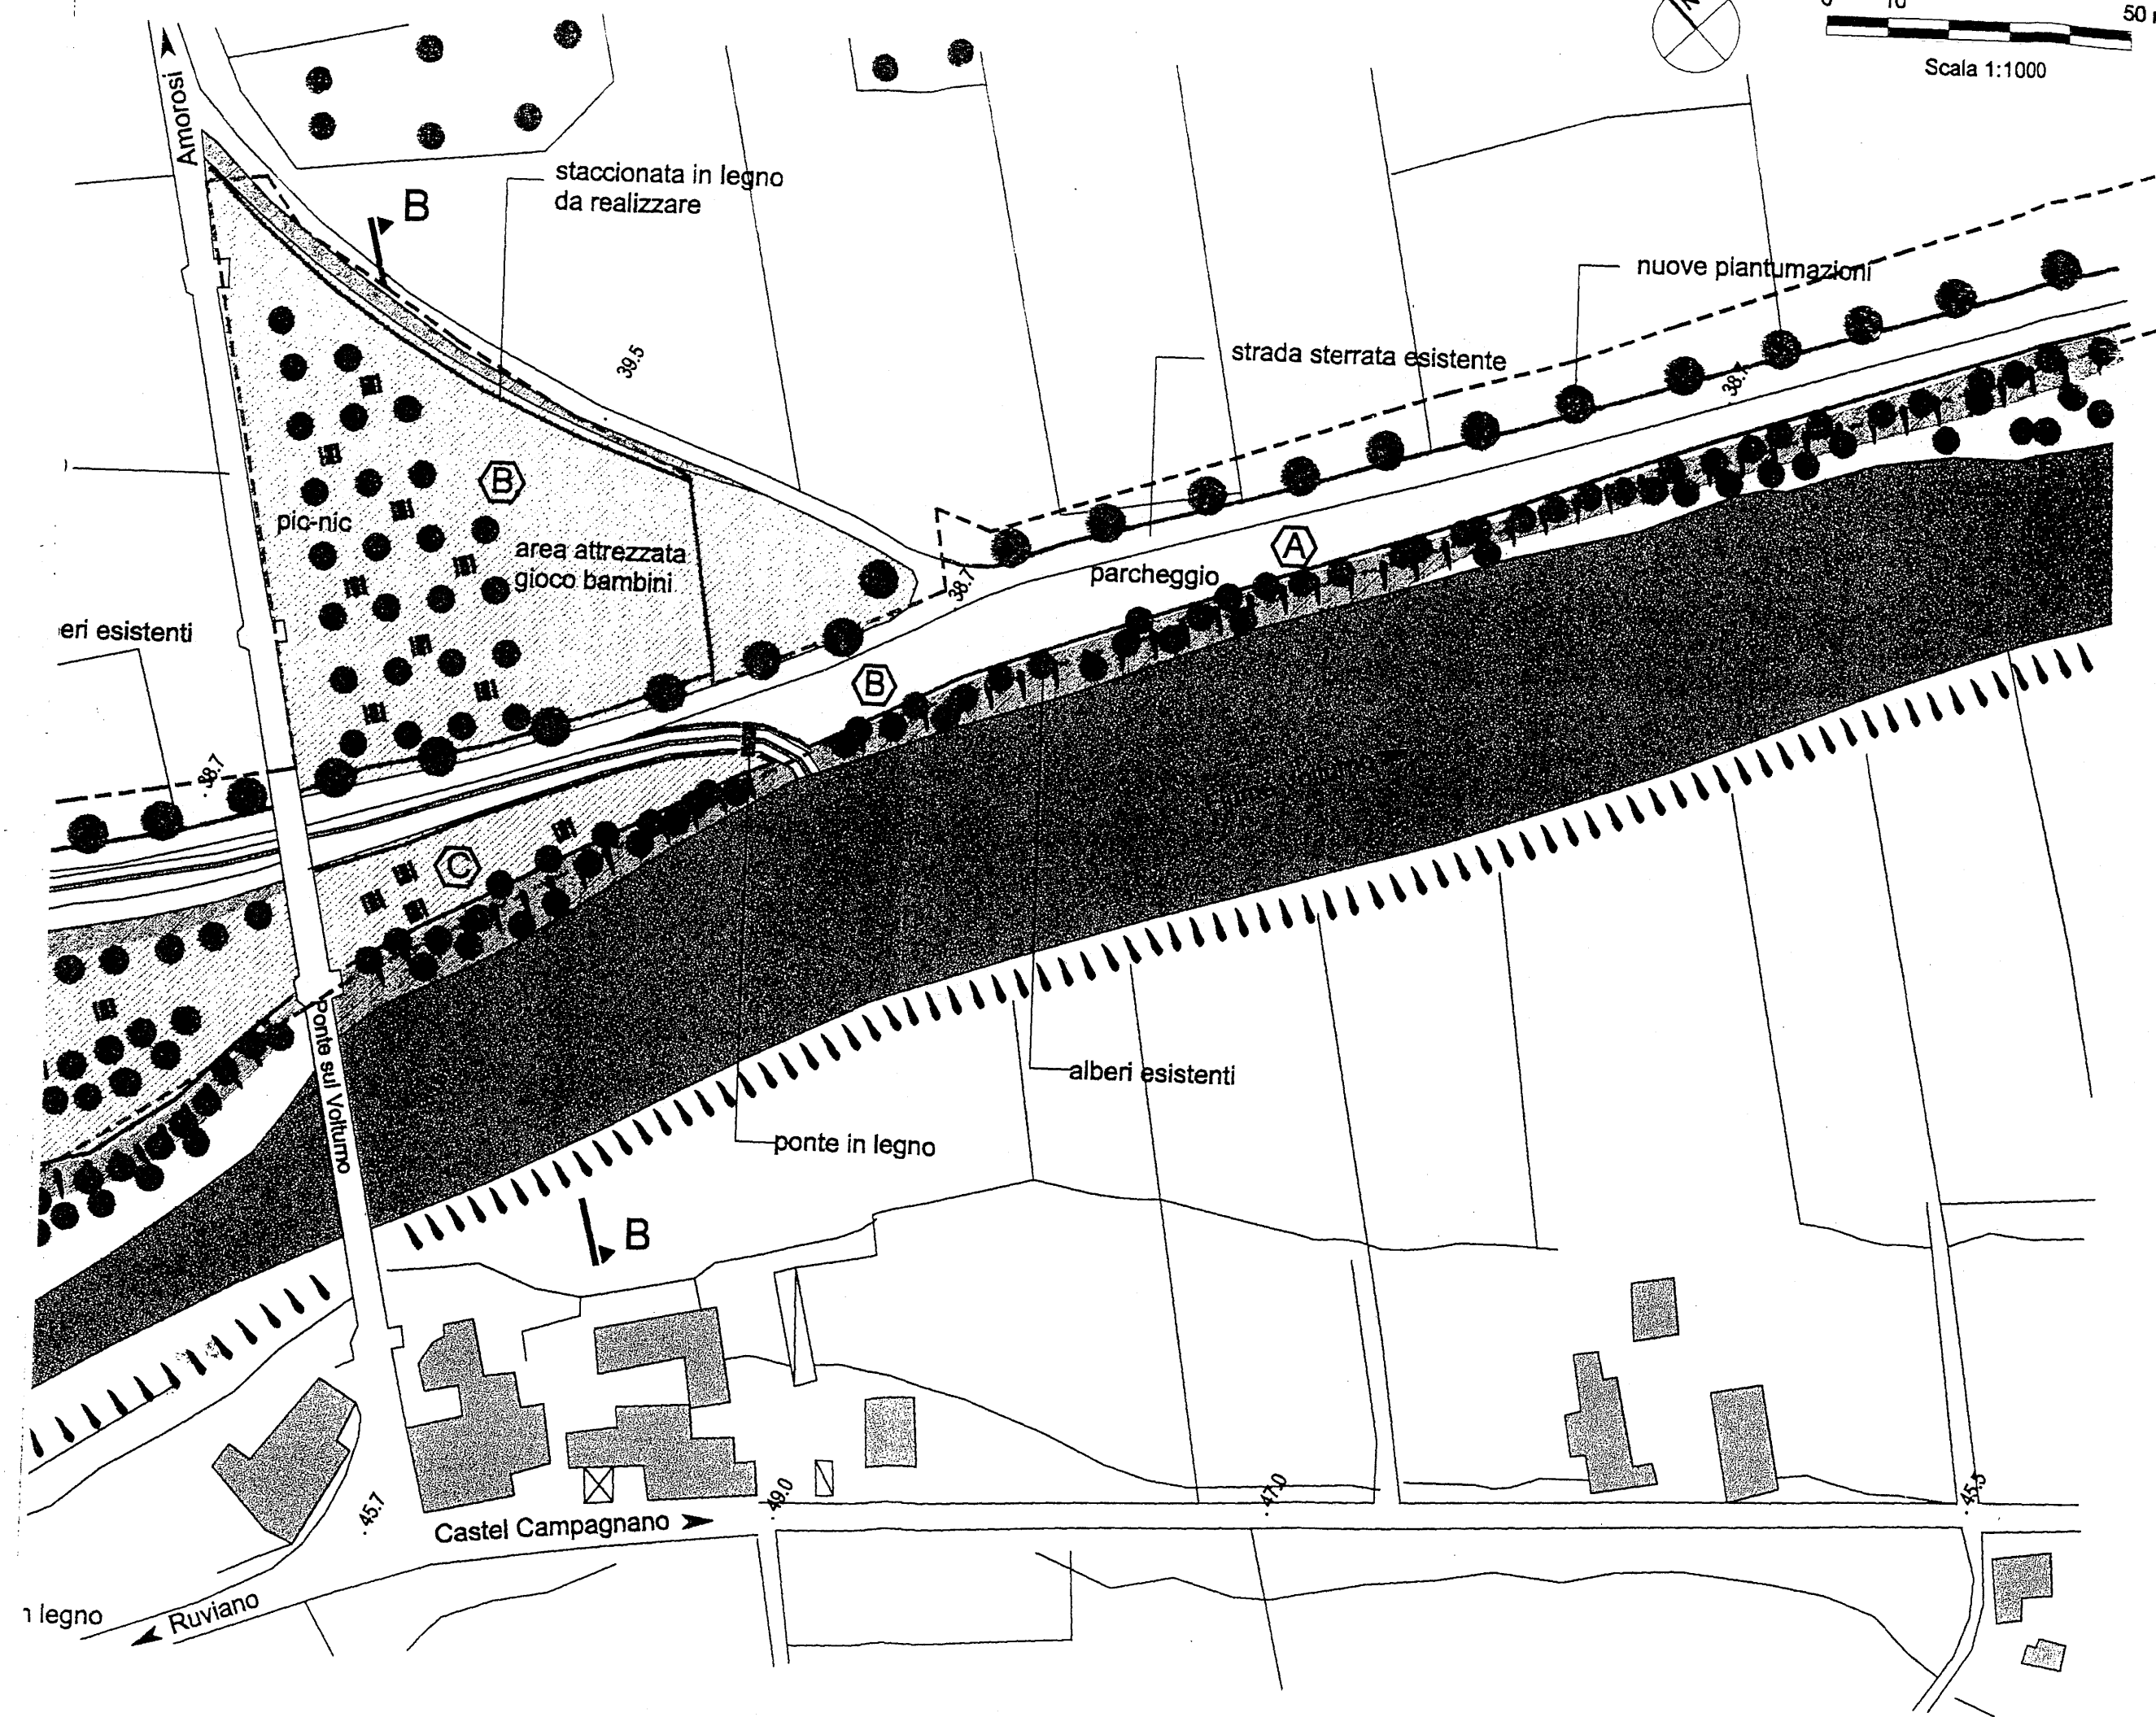 N
0 10 50
Scala 1:1000
Amorosi
B
staccionata in legno
da realizzare
nuove piantumazioni
strada sterrata esistente
39.5
38.7
B
pic-nic
area attrezzata
gioco bambini
A
parcheggio
38.7
eri esistenti
B
38.7
C
Ponte sul Volturno
alberi esistenti
ponte in legno
B
45.7
49.0
47.0
45.5
Castel Campagnano
Ruviano
legno